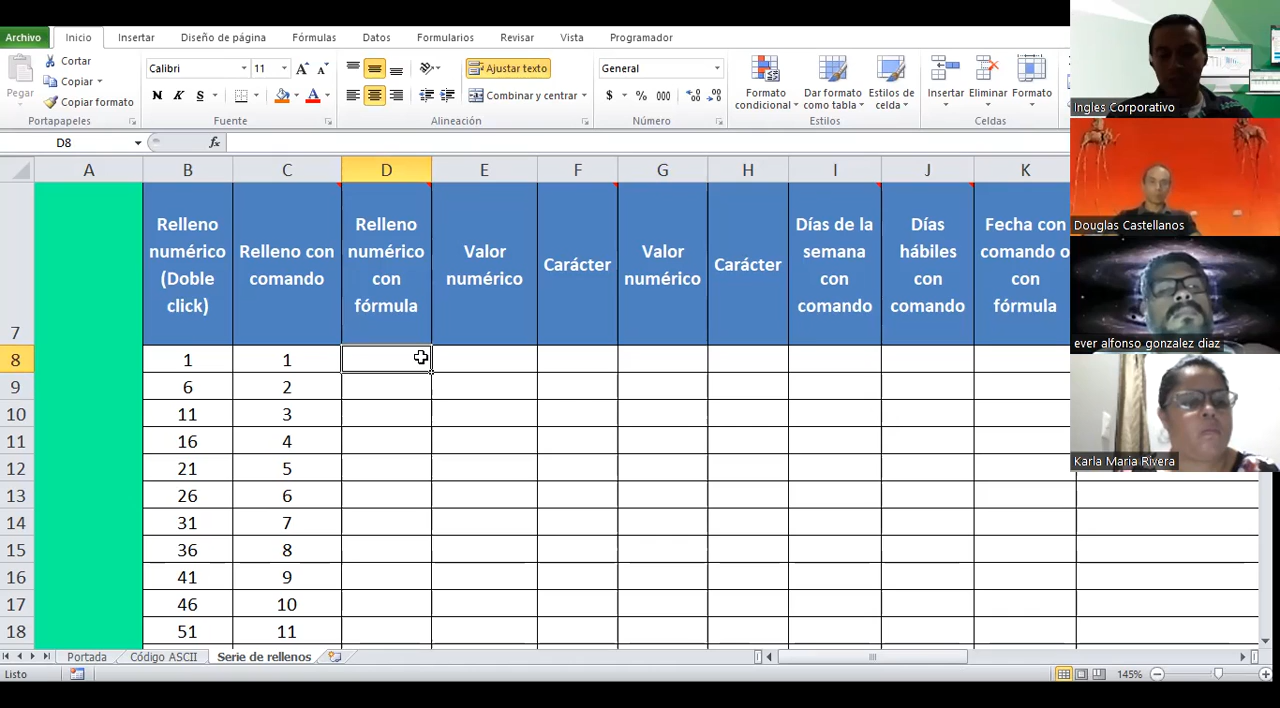 Archivo Inicio Insertar Diseño de página Fórmulas Datos Formularios Revisar Vista Programador
Pegar
Cortar
Copiar
Copiar formato
Portapapeles
Calibri 11
N K S
Fuente
Ajustar texto
Combinar y centrar
Alineación
General
$ % 000
Número
Formato condicional
Dar formato como tabla
Estilos de celda
Estilos
Insertar
Eliminar
Formato
Celdas
D8 fx
A B C D E F G H I J K
7
Relleno
numérico
(Doble
click)
Relleno con
comando
Relleno
numérico
con
fórmula
Valor
numérico
Carácter
Valor
numérico
Carácter
Días de la
semana
con
comando
Días
hábiles
con
comando
Fecha con
comando o
con
fórmula
8 1 1
9 6 2
10 11 3
11 16 4
12 21 5
13 26 6
14 31 7
15 36 8
16 41 9
17 46 10
18 51 11
Portada Código ASCII Serie de rellenos
Listo 145%
Ingles Corporativo
Douglas Castellanos
ever alfonso gonzalez diaz
Karla Maria Rivera